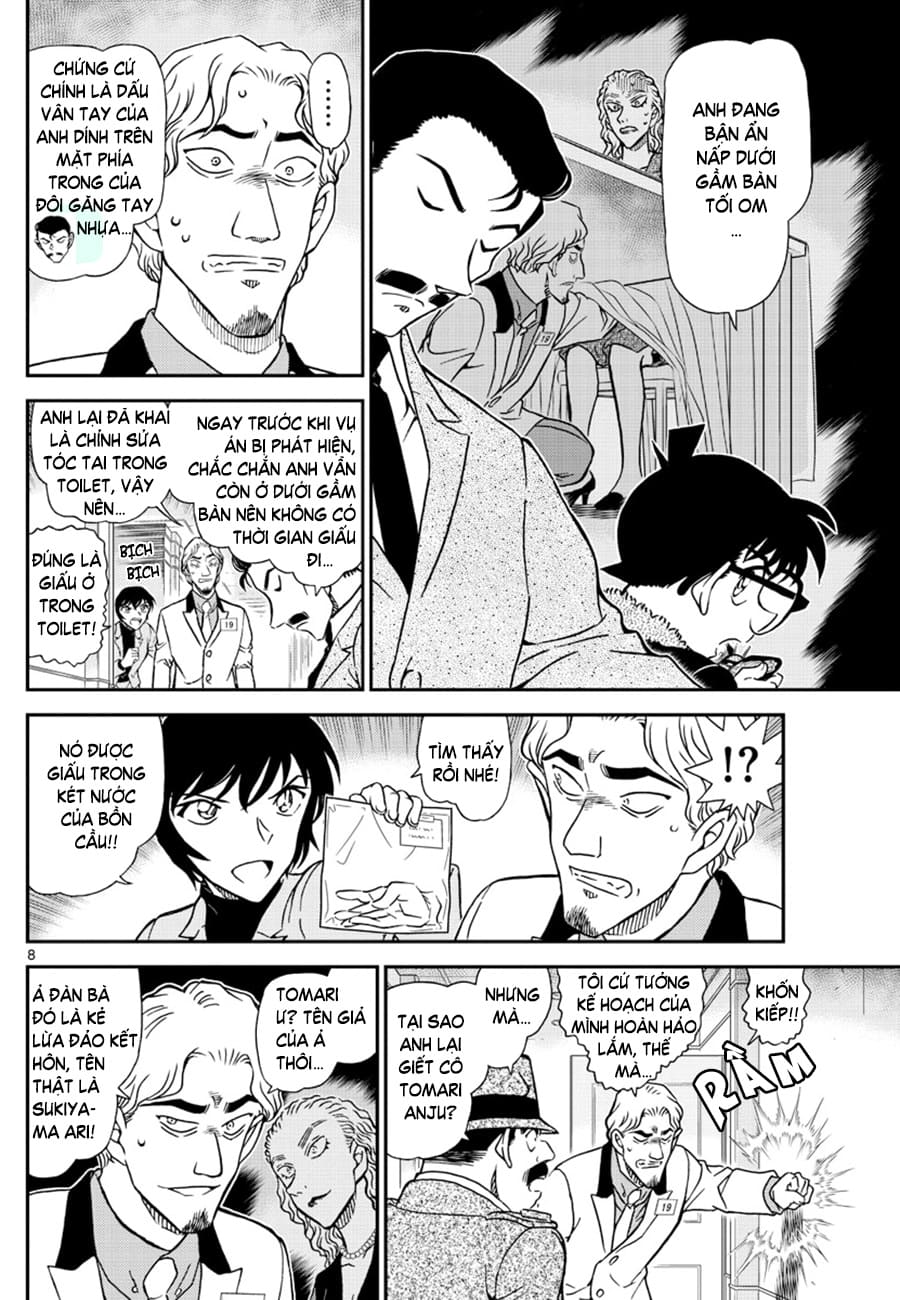 ANH ĐANG
BẬN ẨN
NẤP DƯỚI
GẦM BÀN
TỐI OM
...
......
CHỨNG CỨ
CHÍNH LÀ DẤU
VÂN TAY CỦA
ANH DÍNH TRÊN
MẶT PHÍA
TRONG CỦA
ĐÔI GĂNG TAY
NHỰA...
19
NGAY TRƯỚC KHI VỤ
ÁN BỊ PHÁT HIỆN,
CHẮC CHẮN ANH VẪN
CÒN Ở DƯỚI GẦM
BÀN NÊN KHÔNG CÓ
THỜI GIAN GIẤU
ĐI...
ANH LẠI ĐÃ KHAI
LÀ CHỈNH SỬA
TÓC TAI TRONG
TOILET, VẬY
NÊN...
BỊCH
BỊCH
ĐÚNG LÀ
GIẤU Ở
TRONG
TOILET!
19
!?
TÌM THẤY
RỒI NHÉ!
NÓ ĐƯỢC
GIẤU TRONG
KÉT NƯỚC
CỦA BỒN
CẦU!!
8
KHỐN
KIẾP!!
RẦM
TÔI CỨ TƯỞNG
KẾ HOẠCH CỦA
MÌNH HOÀN HẢO
LẮM, THẾ
MÀ...
19
NHƯNG
MÀ...
TẠI SAO
ANH LẠI
GIẾT CÔ
TOMARI
ANJU?
TOMARI
Ư? TÊN GIẢ
CỦA Ả
THÔI.
Ả ĐÀN BÀ
ĐÓ LÀ KẺ
LỪA ĐẢO KẾT
HÔN, TÊN
THẬT LÀ
SUKIYA-
MA ARI!